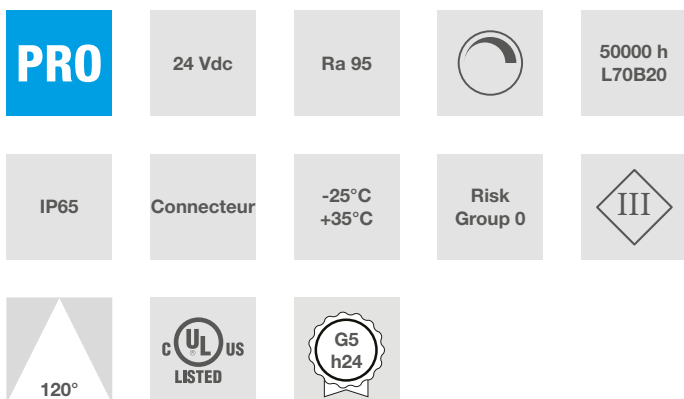 PRO
24 Vdc
Ra 95
50000 h
L70B20
IP65
Connecteur
-25°C
+35°C
Risk
Group 0
III
120°
C UL US
®
LISTED
G5
h24